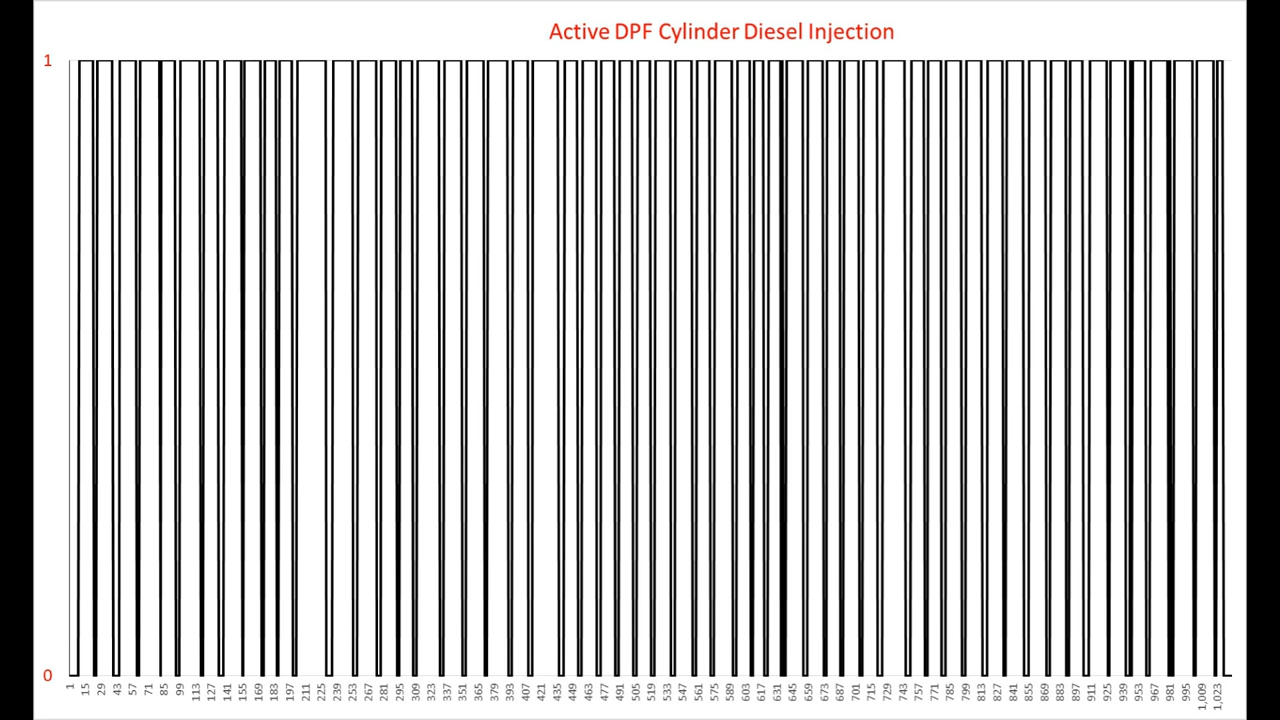 Active DPF Cylinder Diesel Injection
1
0
1 15 29 43 57 71 85 99 113 127 141 155 169 183 197 211 225 239 253 267 281 295 309 323 337 351 365 379 393 407 421 435 449 463 477 491 505 519 533 547 561 575 589 603 617 631 645 659 673 687 701 715 729 743 757 771 785 799 813 827 841 855 869 883 897 911 925 939 953 967 981 995 1,009 1,023